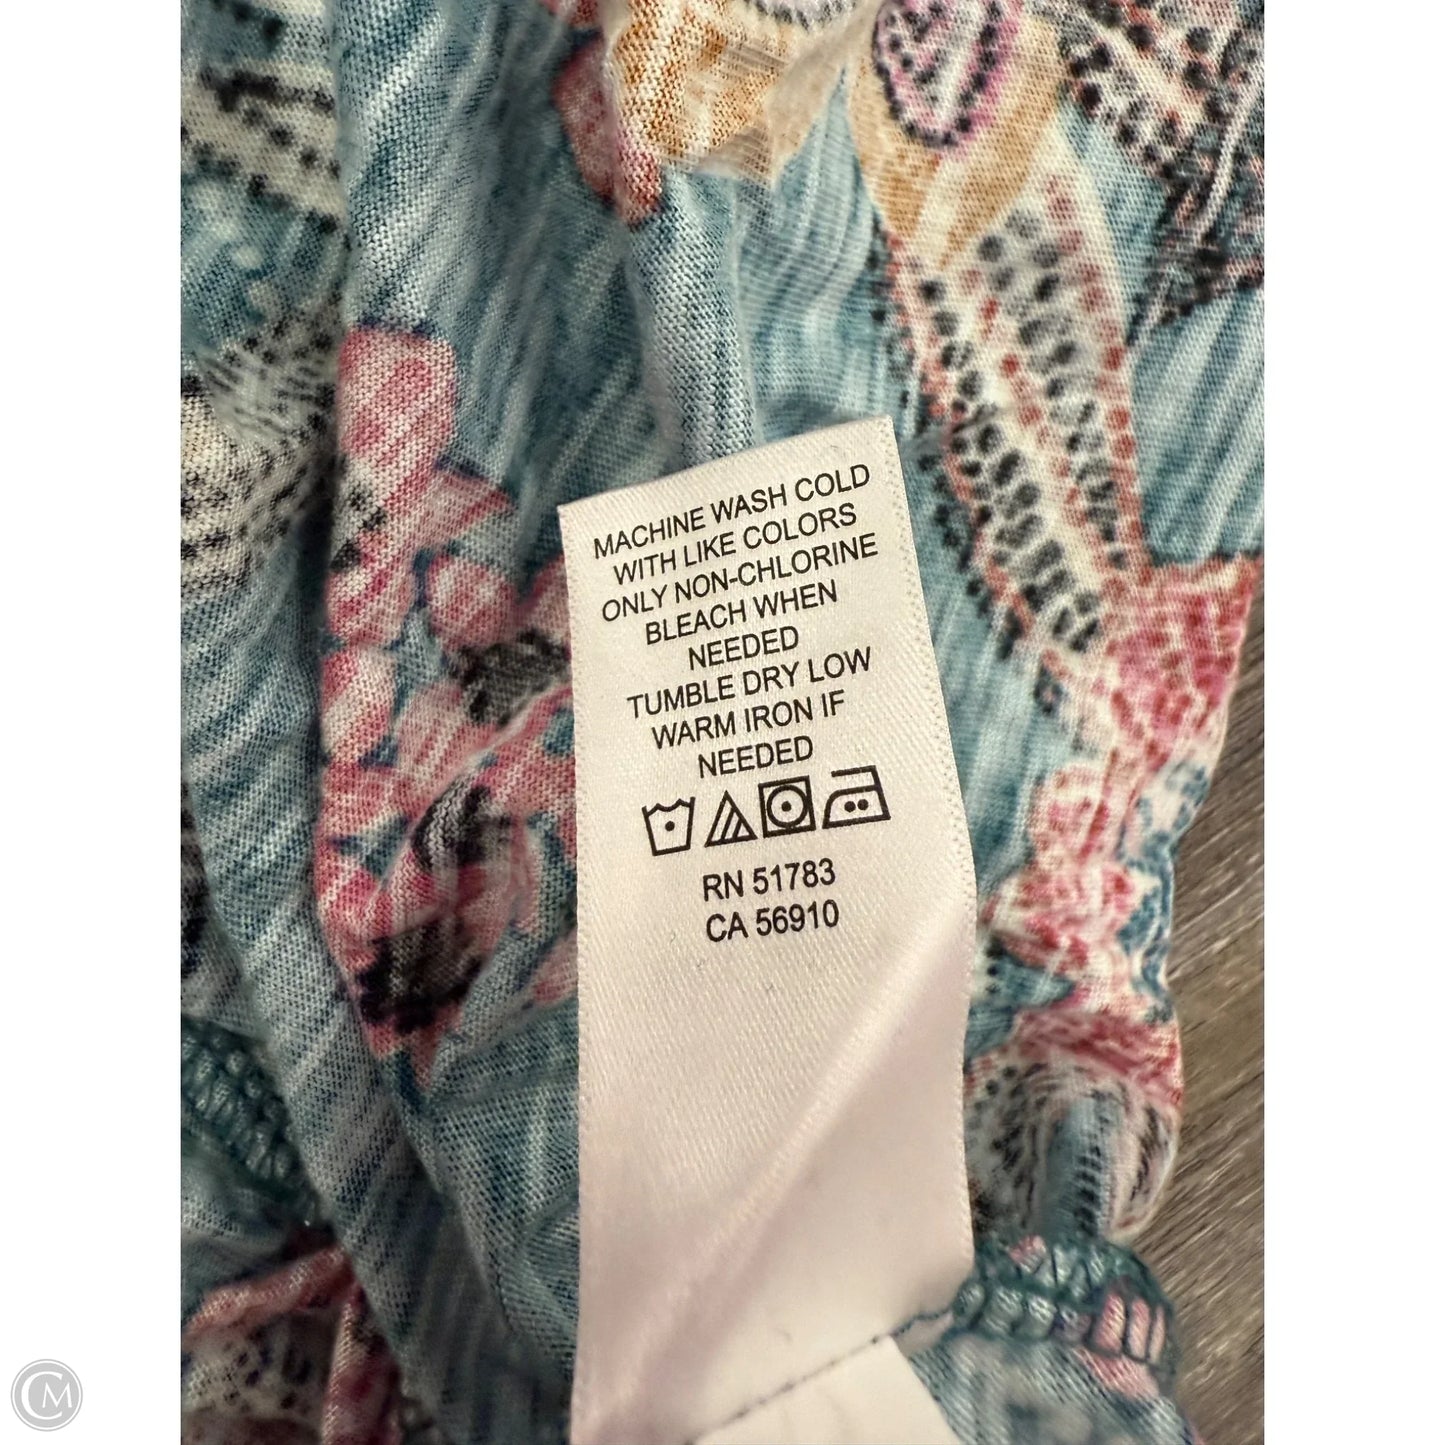 MACHINE WASH COLD
WITH LIKE COLORS
ONLY NON-CHLORINE
BLEACH WHEN
NEEDED
TUMBLE DRY LOW
WARM IRON IF
NEEDED
RN 51783
CA 56910
CM